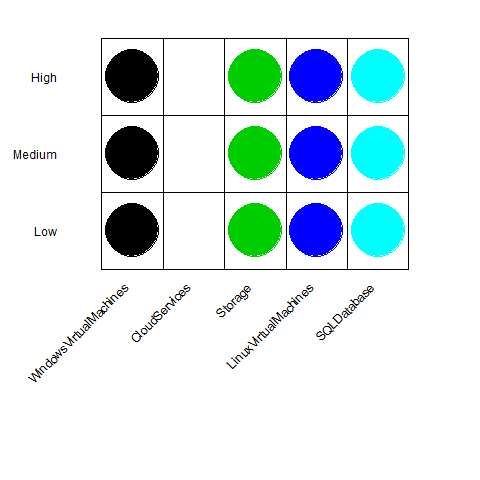 High
Medium
Low
WindowsVirtualMachines
CloudServices
Storage
LinuxVirtualMachines
SQLDatabase